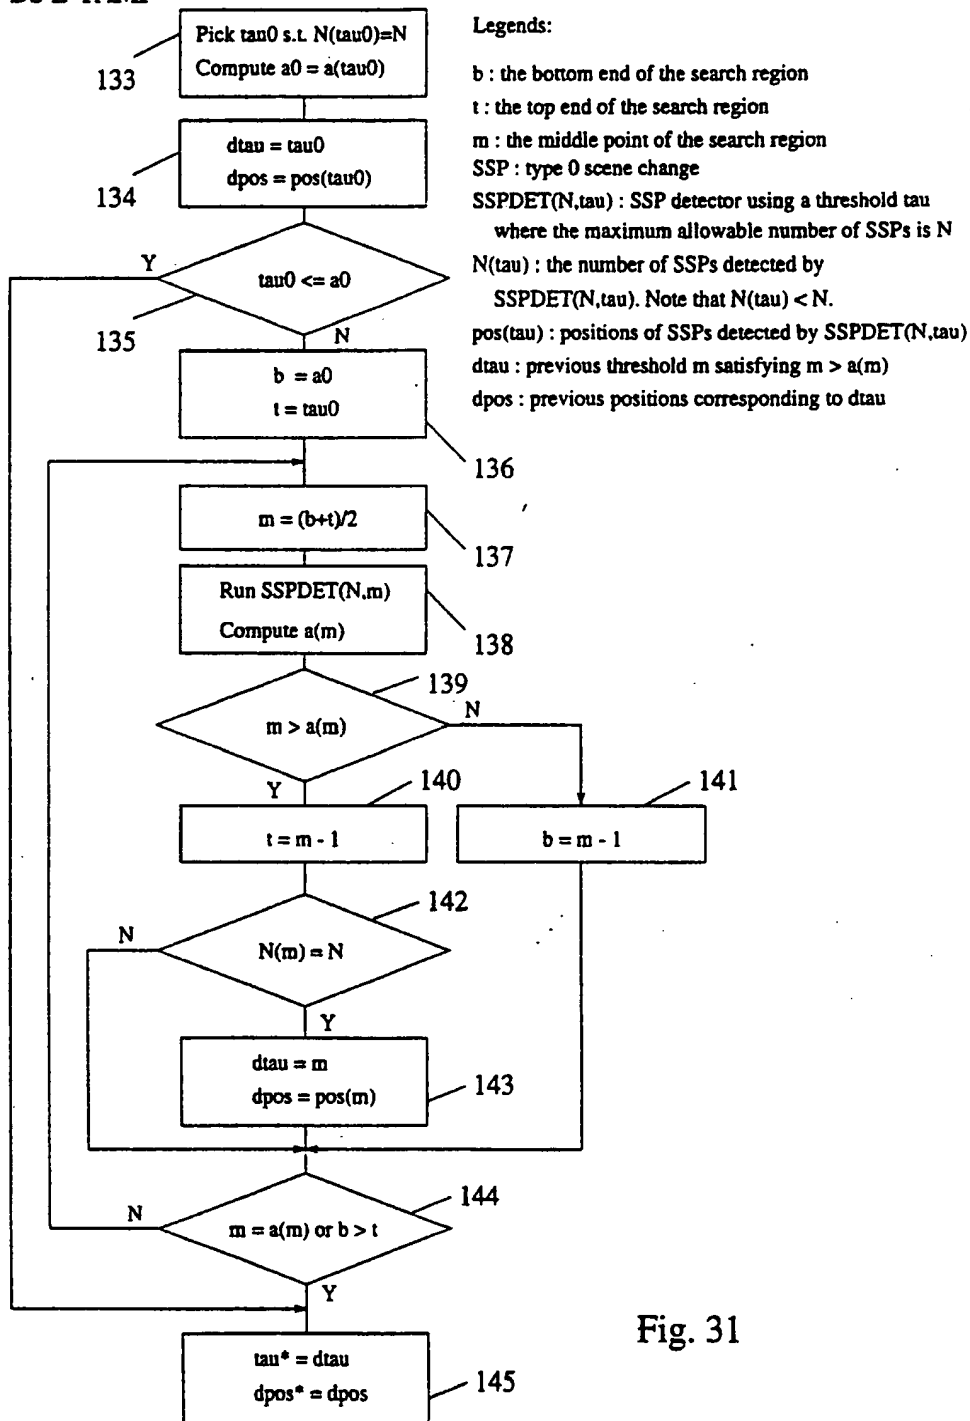 Pick tau0 s.t. N(tau0)=N
Compute a0 = a(tau0)
133
dtau = tau0
dpos = pos(tau0)
134
Y
tau0 <= a0
135
N
b = a0
t = tau0
136
m = (b+t)/2
137
Run SSPDET(N,m)
Compute a(m)
138
139
m > a(m)
N
Y
140
t = m - 1
141
b = m - 1
142
N
N(m) = N
Y
dtau = m
dpos = pos(m)
143
144
N
m = a(m) or b > t
Y
tau* = dtau
dpos* = dpos
145
Legends:
b : the bottom end of the search region
t : the top end of the search region
m : the middle point of the search region
SSP : type 0 scene change
SSPDET(N,tau) : SSP detector using a threshold tau
where the maximum allowable number of SSPs is N
N(tau) : the number of SSPs detected by
SSPDET(N,tau). Note that N(tau) < N.
pos(tau) : positions of SSPs detected by SSPDET(N,tau)
dtau : previous threshold m satisfying m > a(m)
dpos : previous positions corresponding to dtau
Fig. 31